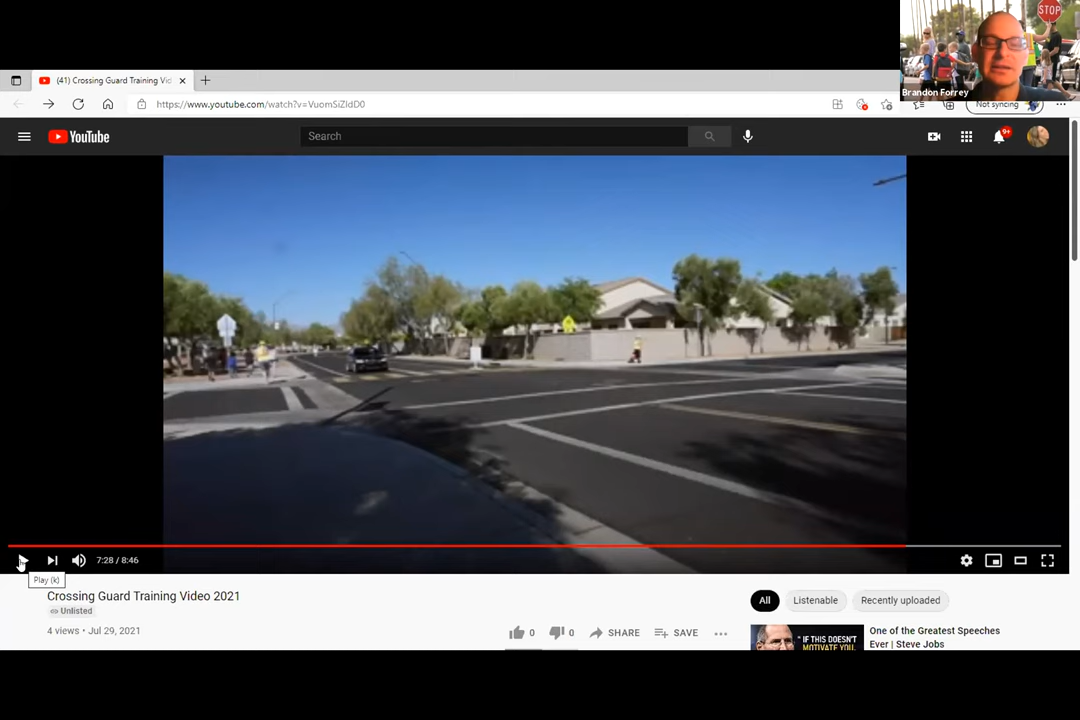 STOP
Brandon Forrey
(41) Crossing Guard Training Vid
https://www.youtube.com/watch?v=VuomSiZIdD0
Not syncing
YouTube
Search
9+
7:28 / 8:46
Play (k)
Crossing Guard Training Video 2021
Unlisted
4 views • Jul 29, 2021
0
0
SHARE
SAVE
All
Listenable
Recently uploaded
"IF THIS DOESN'T
MOTIVATE YOU,
One of the Greatest Speeches
Ever | Steve Jobs